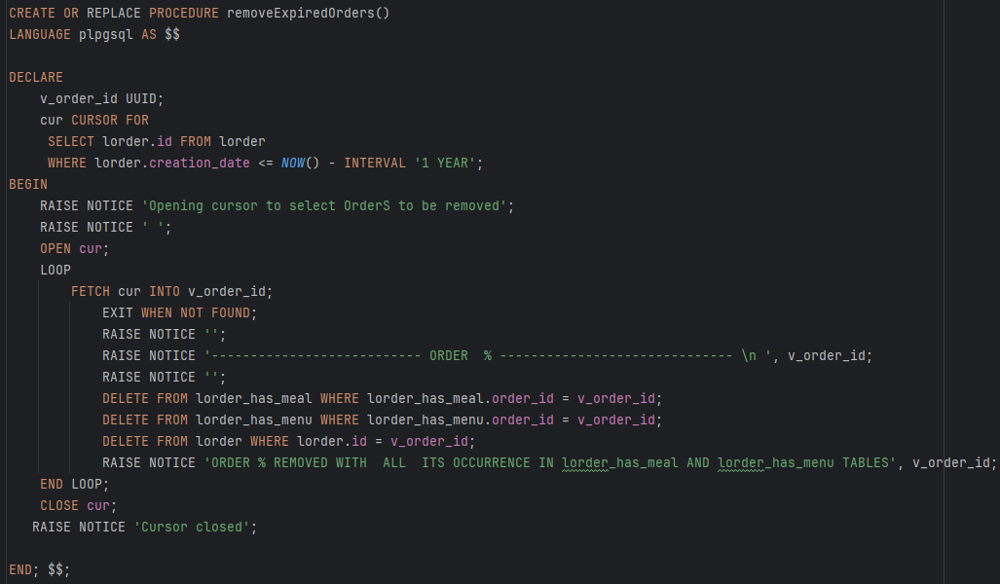 CREATE OR REPLACE PROCEDURE removeExpiredOrders()
LANGUAGE plpgsql AS $$
DECLARE
    v_order_id UUID;
    cur CURSOR FOR
     SELECT lorder.id FROM lorder
     WHERE lorder.creation_date <= NOW() - INTERVAL '1 YEAR';
BEGIN
    RAISE NOTICE 'Opening cursor to select OrderS to be removed';
    RAISE NOTICE ' ';
    OPEN cur;
    LOOP
        FETCH cur INTO v_order_id;
            EXIT WHEN NOT FOUND;
            RAISE NOTICE '';
            RAISE NOTICE '--------------------------- ORDER  % ------------------------------ \n ', v_order_id;
            RAISE NOTICE '';
            DELETE FROM lorder_has_meal WHERE lorder_has_meal.order_id = v_order_id;
            DELETE FROM lorder_has_menu WHERE lorder_has_menu.order_id = v_order_id;
            DELETE FROM lorder WHERE lorder.id = v_order_id;
            RAISE NOTICE 'ORDER % REMOVED WITH  ALL  ITS OCCURRENCE IN lorder_has_meal AND lorder_has_menu TABLES', v_order_id;
    END LOOP;
    CLOSE cur;
   RAISE NOTICE 'Cursor closed';
END; $$;